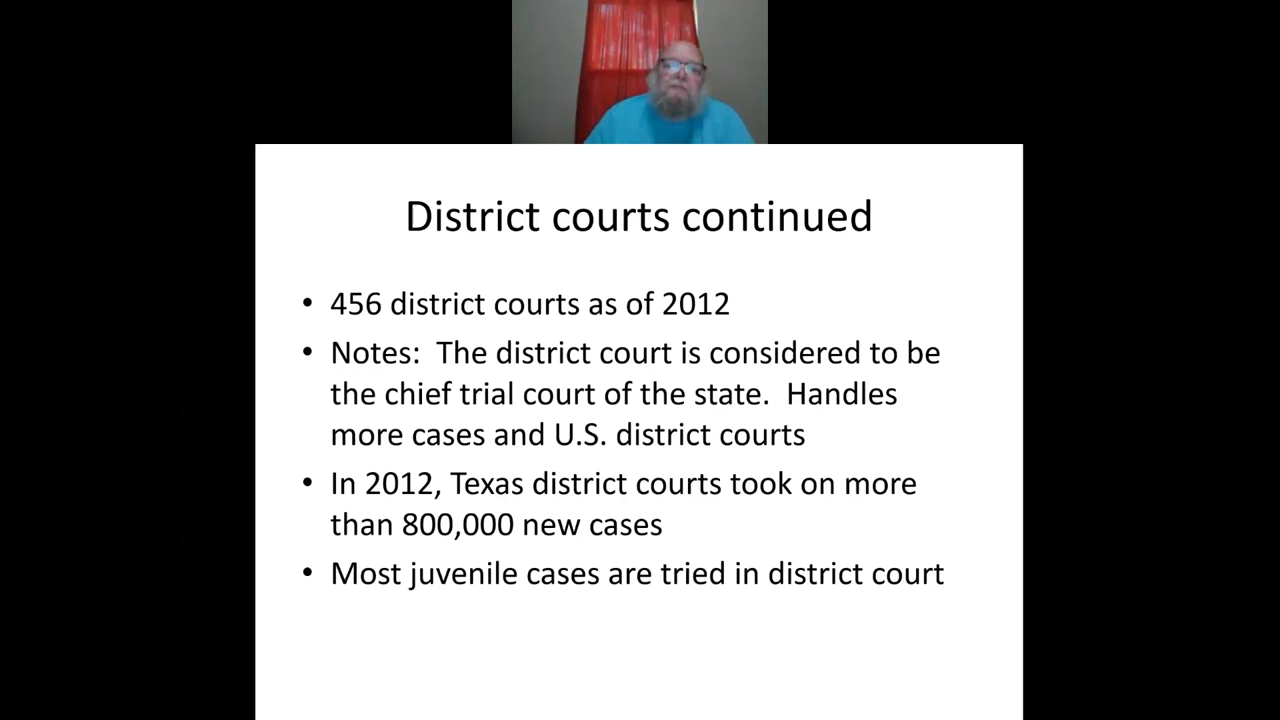 District courts continued
• 456 district courts as of 2012
• Notes:  The district court is considered to be
the chief trial court of the state.  Handles
more cases and U.S. district courts
• In 2012, Texas district courts took on more
than 800,000 new cases
• Most juvenile cases are tried in district court